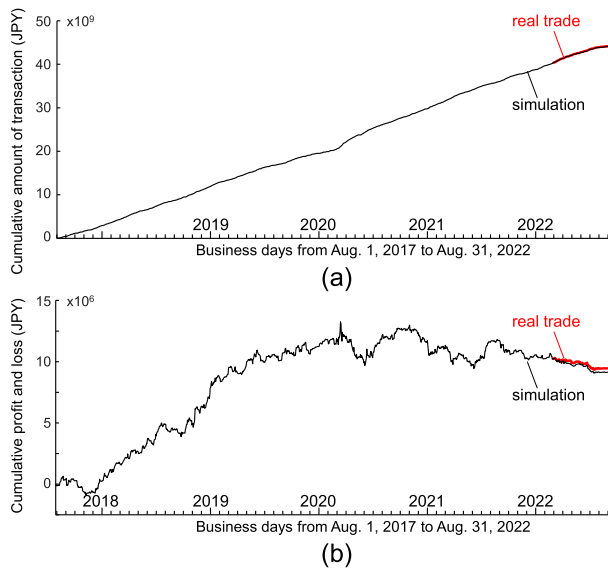 50
x10⁹
real trade
40
30
simulation
20
10
0
2019
2020
2021
2022
Cumulative amount of transaction (JPY)
Business days from Aug. 1, 2017 to Aug. 31, 2022
(a)
15
x10⁶
real trade
10
simulation
5
0
2018
2019
2020
2021
2022
Cumulative profit and loss (JPY)
Business days from Aug. 1, 2017 to Aug. 31, 2022
(b)